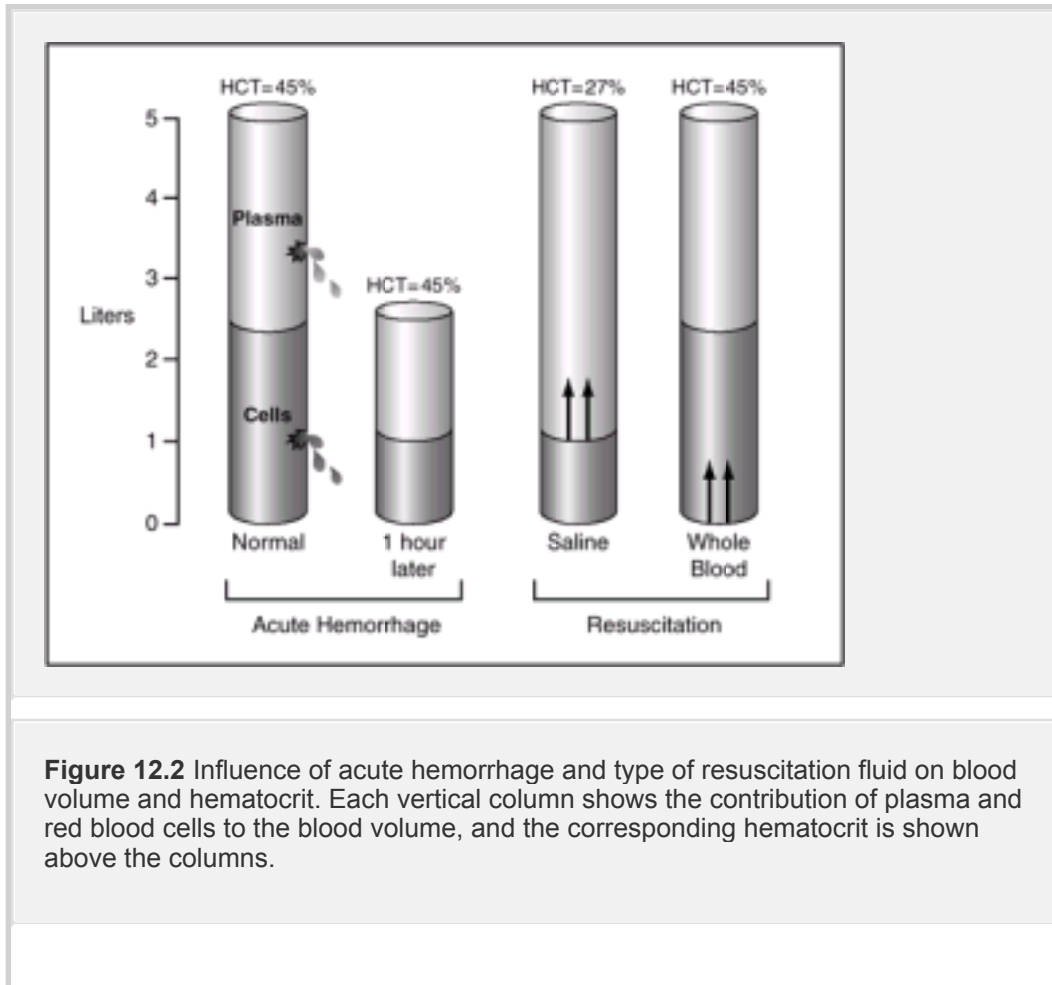 HCT=45%
HCT=27%
HCT=45%
5
4
Plasma
3
HCT=45%
Liters
2
Cells
1
0
Normal
1 hour
later
Saline
Whole
Blood
Acute Hemorrhage
Resuscitation
Figure 12.2 Influence of acute hemorrhage and type of resuscitation fluid on blood
volume and hematocrit. Each vertical column shows the contribution of plasma and
red blood cells to the blood volume, and the corresponding hematocrit is shown
above the columns.